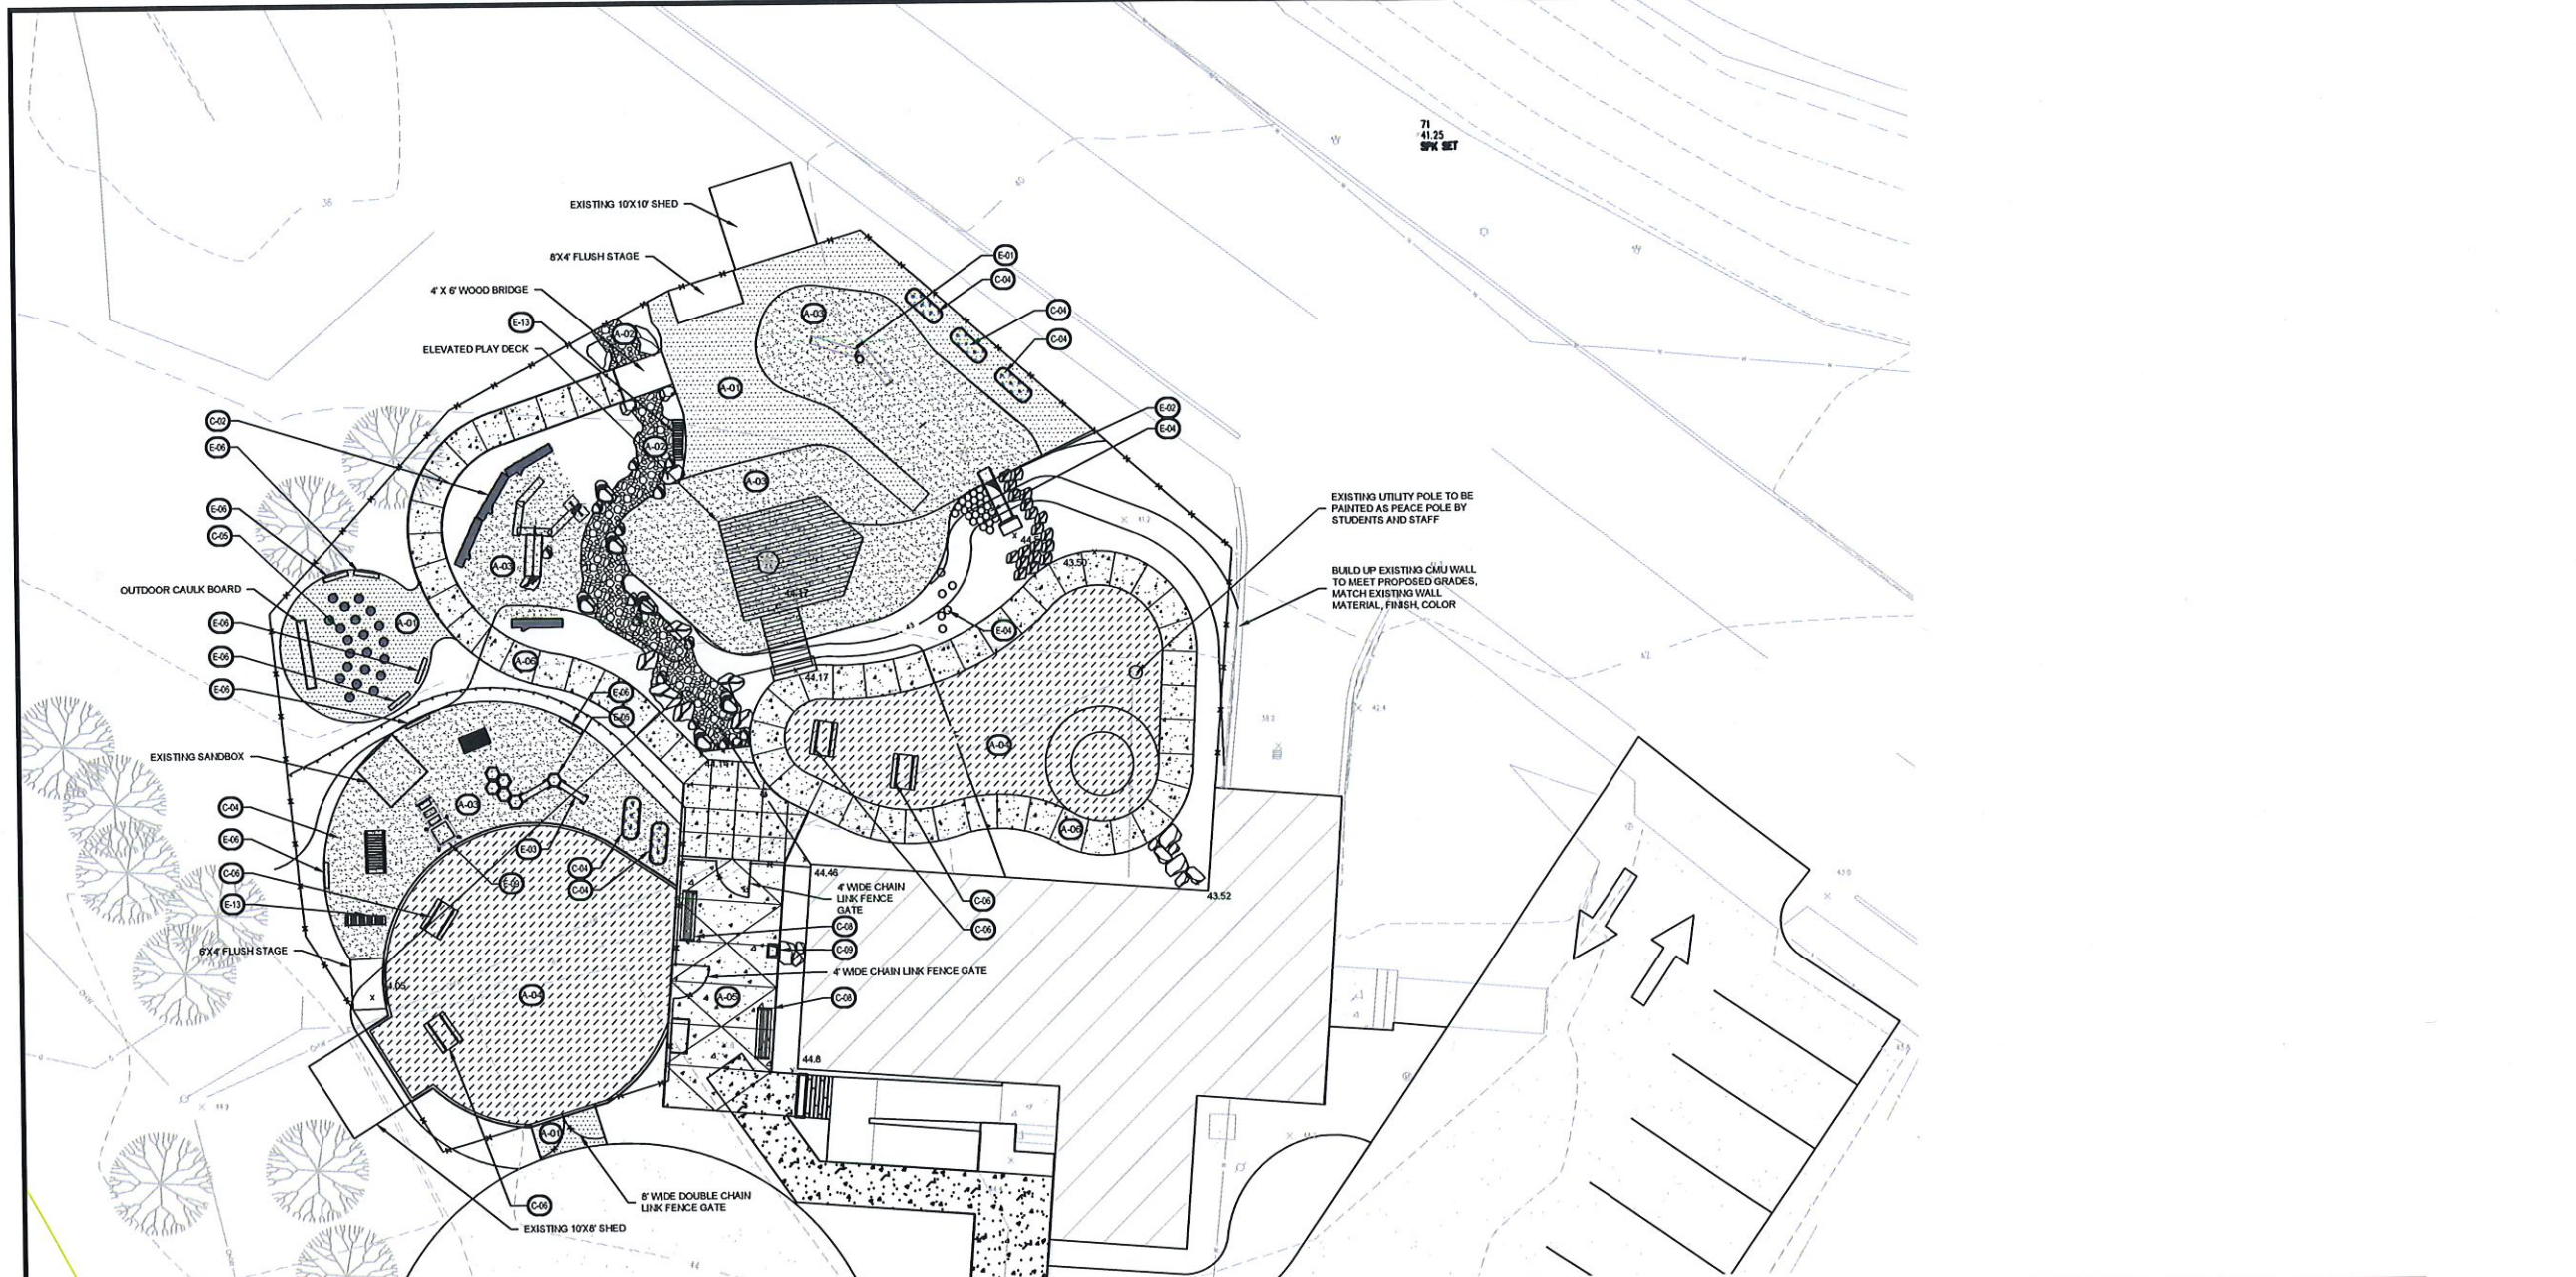 71
41.25
SPK SET
38
40
EXISTING 10'X10' SHED
8'X4' FLUSH STAGE
4' X 6' WOOD BRIDGE
E-13
ELEVATED PLAY DECK
E-01
C-04
C-04
C-04
A-03
A-02
A-01
A-02
A-03
C-02
E-06
E-06
C-05
OUTDOOR CAULK BOARD
E-06
E-06
E-06
A-01
A-03
A-06
E-02
E-04
E-04
43.50
44.17
44.17
43
EXISTING UTILITY POLE TO BE
PAINTED AS PEACE POLE BY
STUDENTS AND STAFF
BUILD UP EXISTING CMU WALL
TO MEET PROPOSED GRADES,
MATCH EXISTING WALL
MATERIAL, FINISH, COLOR
42
E-06
E-05
A-04
A-06
EXISTING SANDBOX
C-04
E-06
C-06
E-13
A-03
E-03
C-04
C-04
44.46
43.52
4' WIDE CHAIN
LINK FENCE
GATE
C-08
C-09
4' WIDE CHAIN LINK FENCE GATE
C-08
C-06
C-06
A-05
A-04
44.8
A-01
8' WIDE DOUBLE CHAIN
LINK FENCE GATE
C-06
EXISTING 10'X8' SHED
44